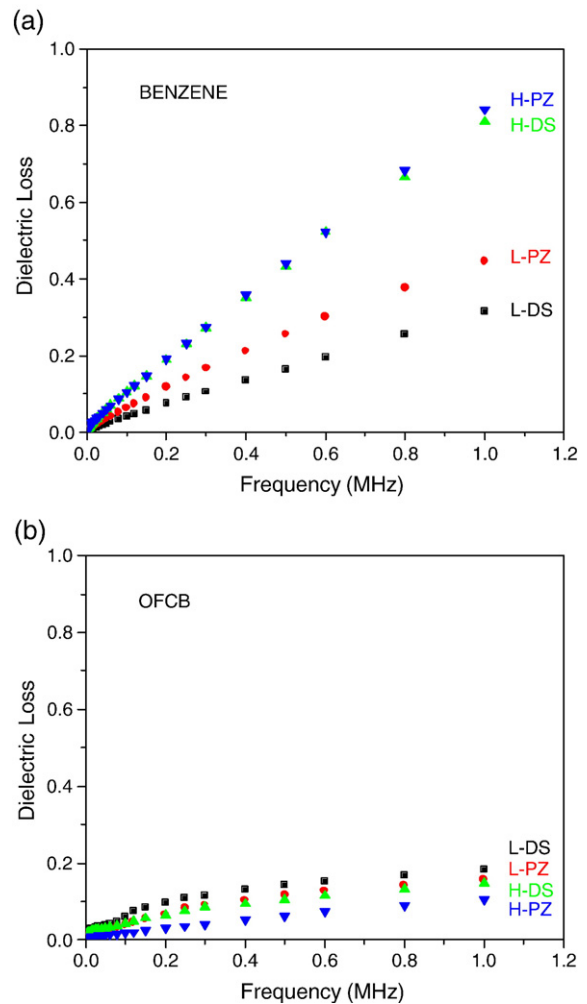 (a)
1.0
BENZENE
H-PZ
H-DS
0.8
0.6
L-PZ
0.4
L-DS
0.2
0.0
Dielectric Loss
0.0 0.2 0.4 0.6 0.8 1.0 1.2
Frequency (MHz)
(b)
1.0
OFCB
0.8
0.6
0.4
L-DS
0.2
L-PZ
H-DS
H-PZ
0.0
Dielectric Loss
0.0 0.2 0.4 0.6 0.8 1.0 1.2
Frequency (MHz)